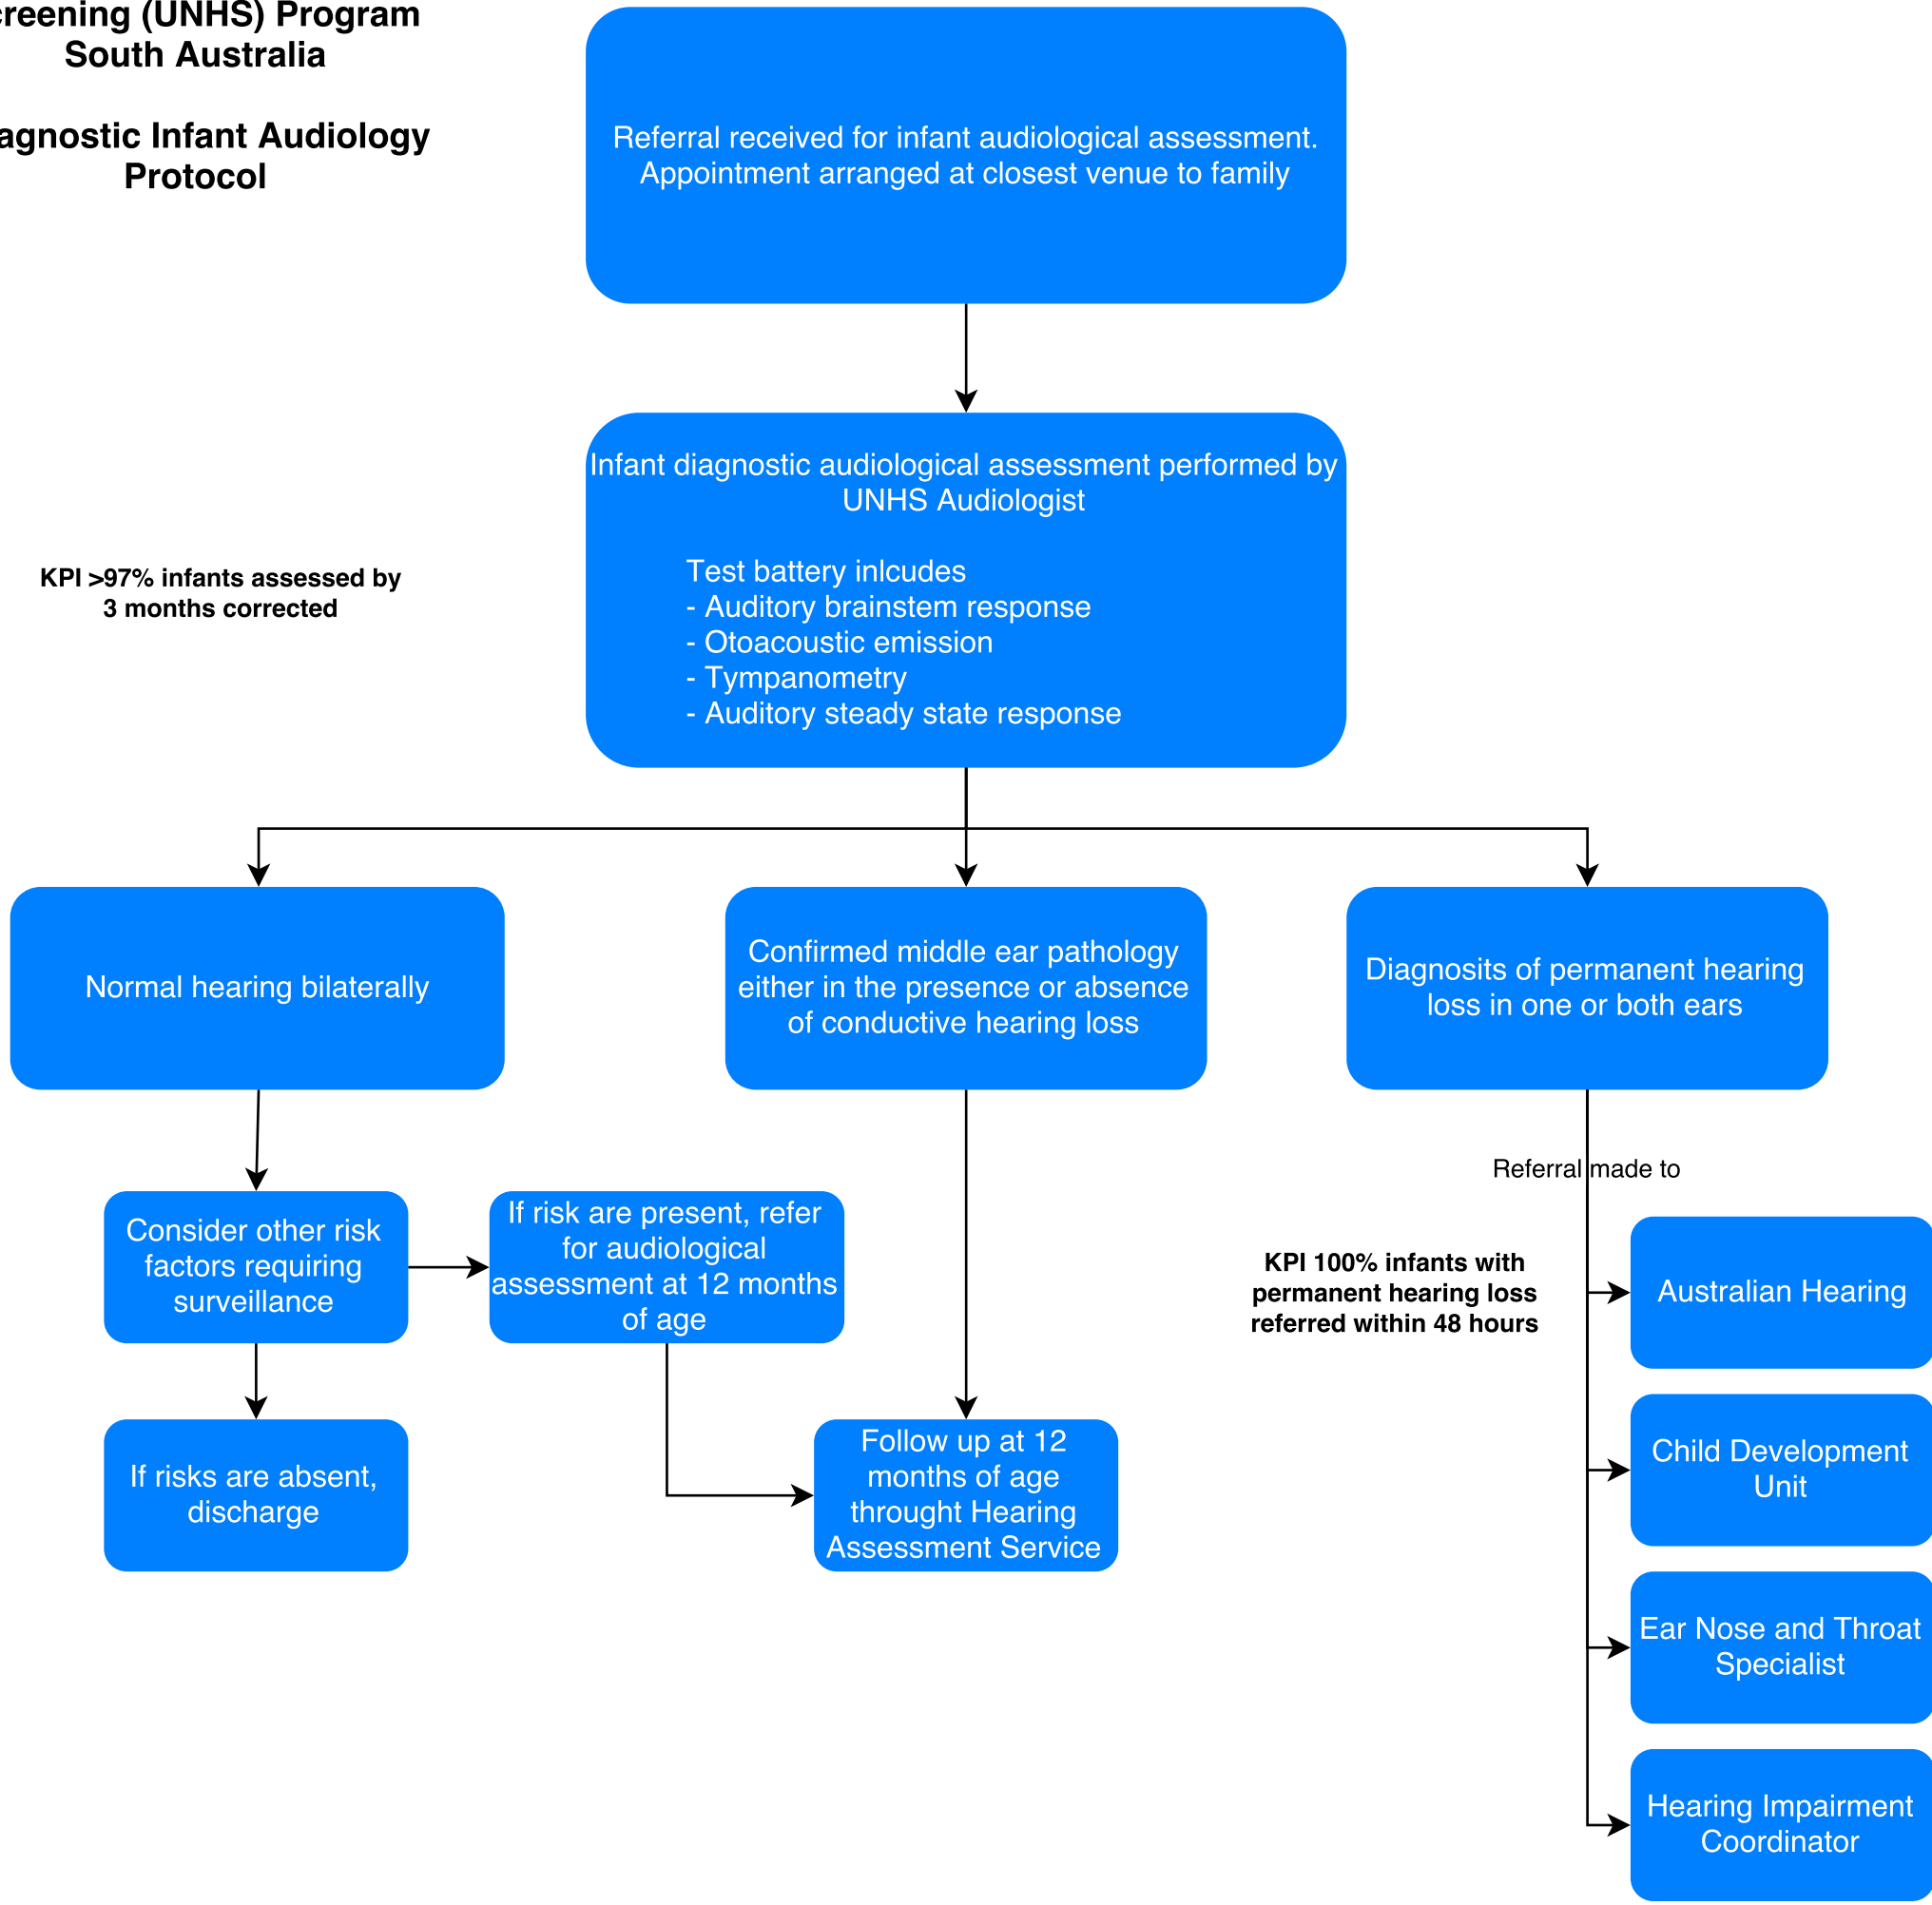 creening (UNHS) Program
South Australia
agnostic Infant Audiology
Protocol
Referral received for infant audiological assessment.
Appointment arranged at closest venue to family
Infant diagnostic audiological assessment performed by
UNHS Audiologist
Test battery inlcudes
- Auditory brainstem response
- Otoacoustic emission
- Tympanometry
- Auditory steady state response
KPI >97% infants assessed by
3 months corrected
Normal hearing bilaterally
Confirmed middle ear pathology
either in the presence or absence
of conductive hearing loss
Diagnosits of permanent hearing
loss in one or both ears
Consider other risk
factors requiring
surveillance
If risk are present, refer
for audiological
assessment at 12 months
of age
If risks are absent,
discharge
Follow up at 12
months of age
throught Hearing
Assessment Service
Referral made to
KPI 100% infants with
permanent hearing loss
referred within 48 hours
Australian Hearing
Child Development
Unit
Ear Nose and Throat
Specialist
Hearing Impairment
Coordinator